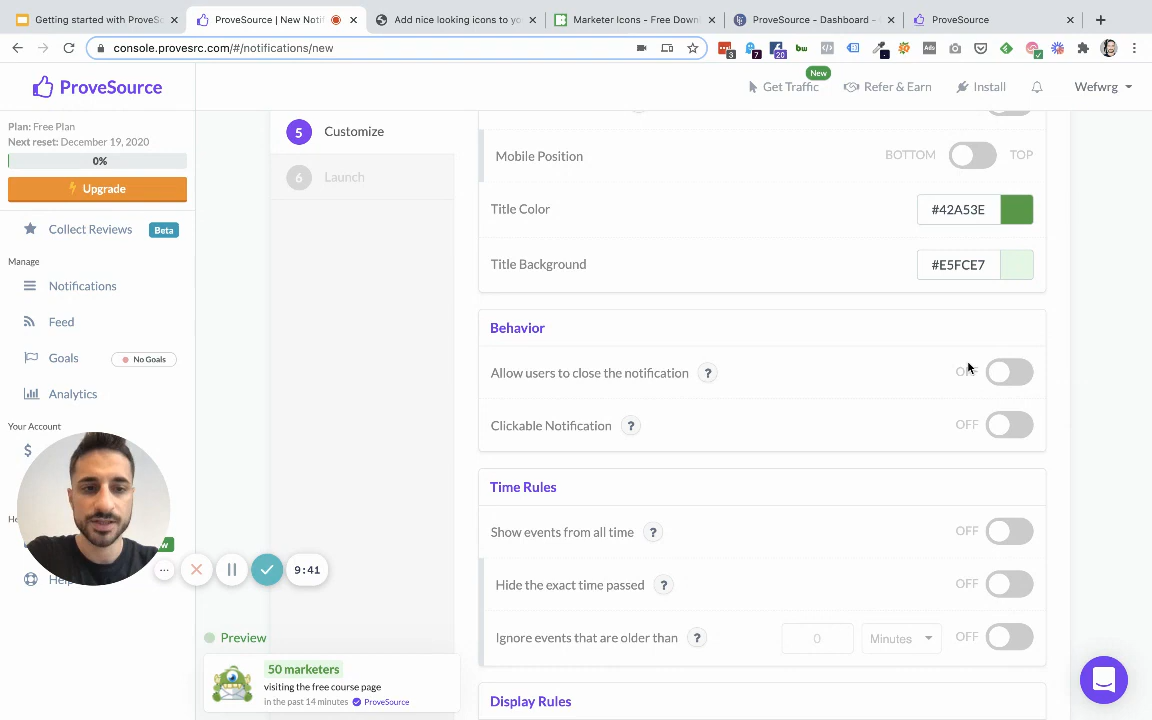 Getting started with ProveS
ProveSource | New Notif
Add nice looking icons to yo
Marketer Icons - Free Down
ProveSource - Dashboard -
ProveSource
console.provesrc.com/#/notifications/new
3
7
20
bw
Ads
ProveSource
New
Get Traffic
Refer & Earn
Install
Wefwrg
Plan: Free Plan
Next reset: December 19, 2020
0%
Upgrade
Collect Reviews
Beta
Manage
Notifications
Feed
Goals
No Goals
Analytics
Your Account
$
9:41
Preview
50 marketers
visiting the free course page
in the past 14 minutes
ProveSource
5
Customize
6
Launch
Mobile Position
BOTTOM
TOP
Title Color
#42A53E
Title Background
#E5FCE7
Behavior
Allow users to close the notification
?
Clickable Notification
?
OFF
Time Rules
Show events from all time
?
OFF
Hide the exact time passed
?
OFF
Ignore events that are older than
?
0
Minutes
OFF
Display Rules